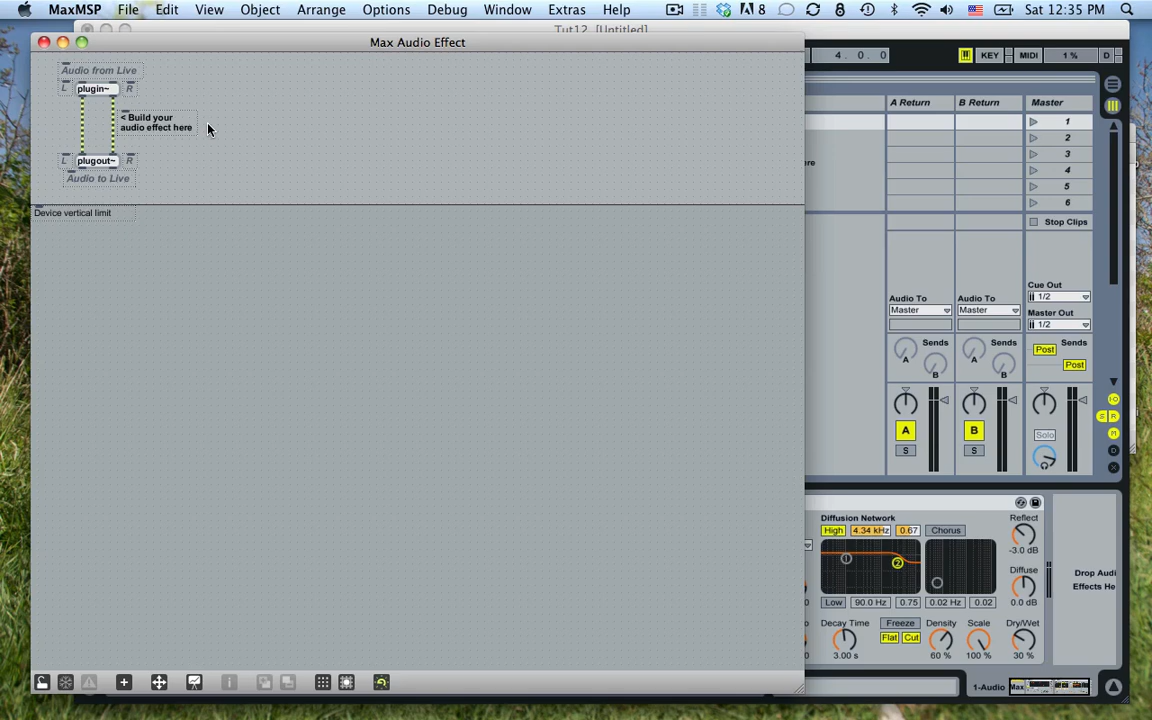 MaxMSP File Edit View Object Arrange Options Debug Window Extras Help 8 Sat 12:35 PM
Tut12 [Untitled]
Max Audio Effect
4. 0. 0 KEY MIDI 1 % D
Audio from Live
L plugin~ R
< Build your
audio effect here
L plugout~ R
Audio to Live
Device vertical limit
A Return B Return Master
1
2
ere
3
4
5
6
Stop Clips
Cue Out
1/2
Audio To Audio To Master Out
Master Master 1/2
Sends Sends Sends
A A Post
B B Post
A B Solo
S S
Diffusion Network Reflect
High 4.34 kHz 0.67 Chorus
-3.0 dB
1 2
Diffuse
Low 90.0 Hz 0.75 0.02 Hz 0.02 0.0 dB
Decay Time Freeze Density Scale Dry/Wet
Flat Cut
3.00 s 60 % 100 % 30 %
Drop Audi
Effects He
1-Audio Max